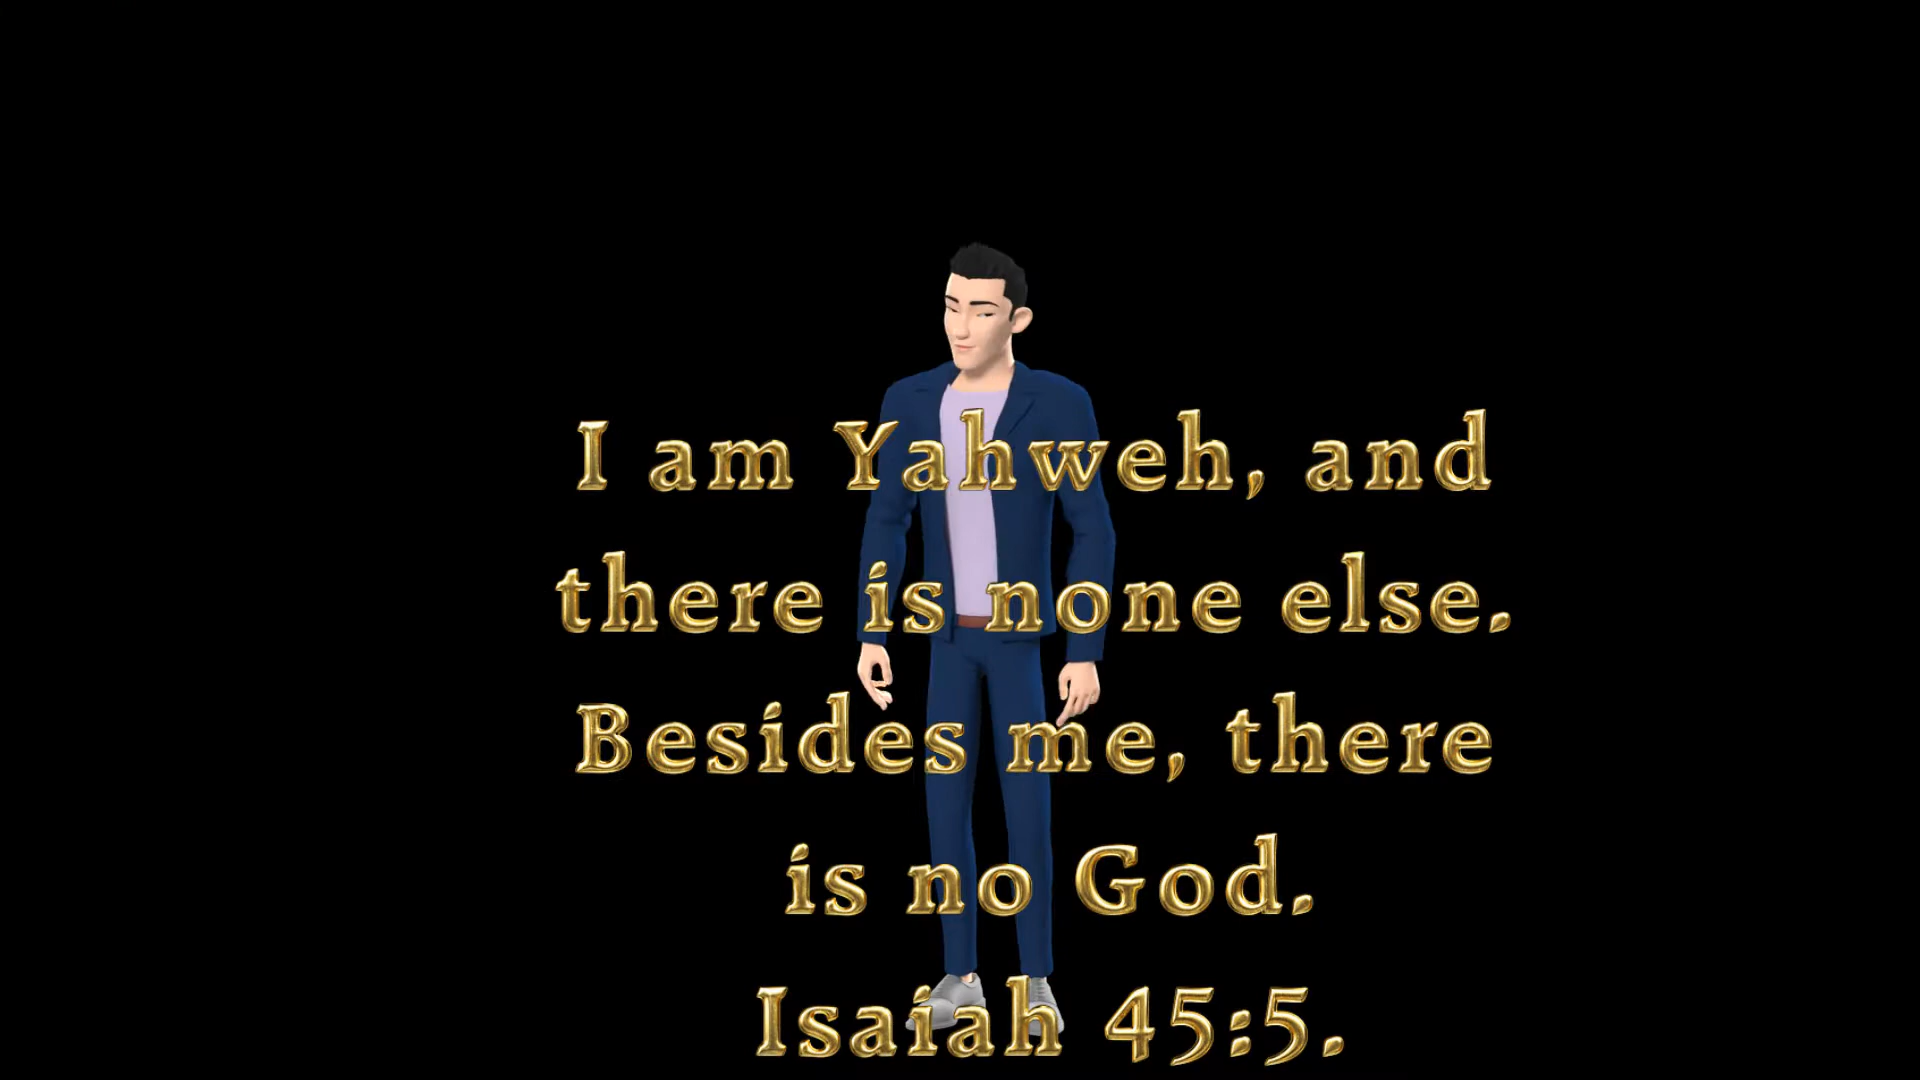 I am Yahweh, and
there is none else.
Besides me, there
is no God.
Isaiah 45:5.